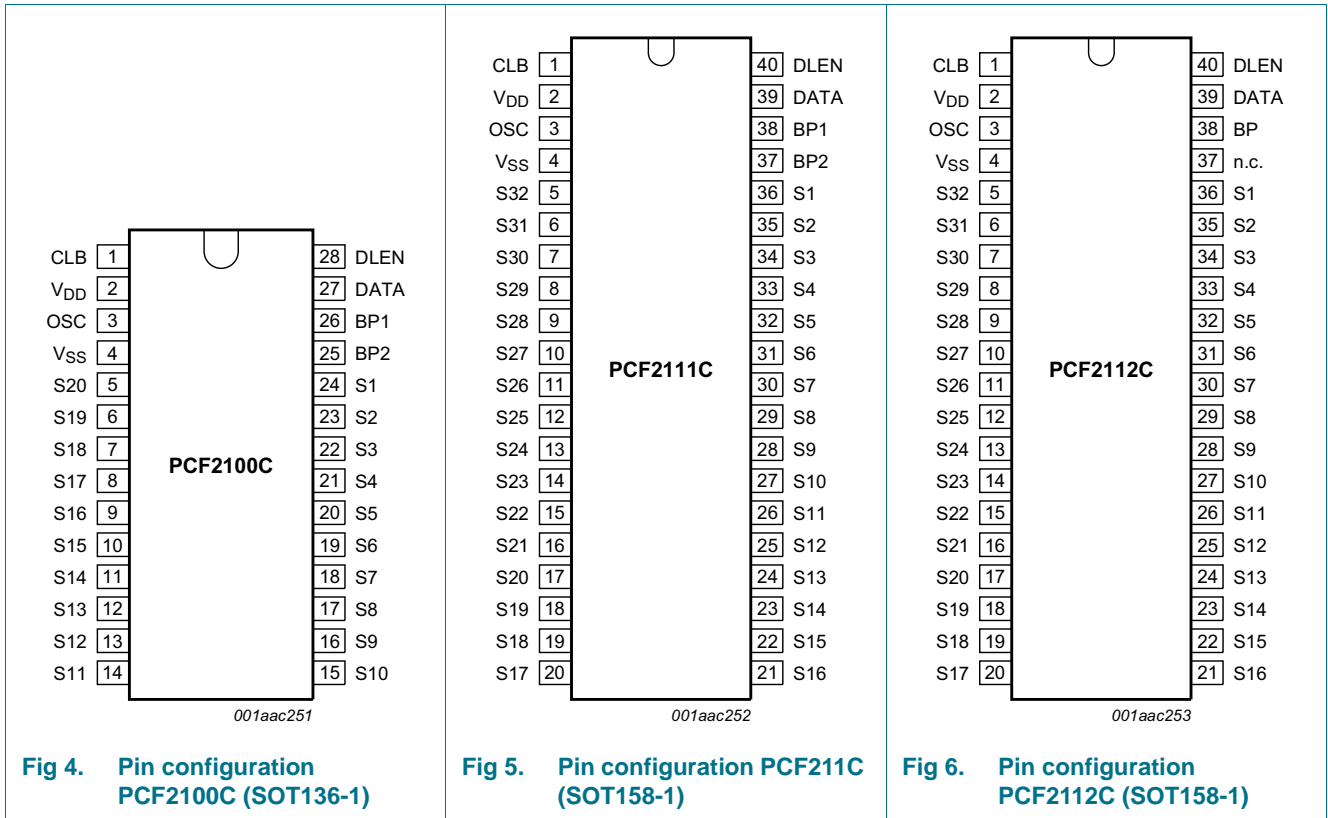 CLB 1 28 DLEN
VDD 2 27 DATA
OSC 3 26 BP1
VSS 4 25 BP2
S20 5 24 S1
S19 6 23 S2
S18 7 22 S3
S17 8 21 S4
S16 9 20 S5
S15 10 19 S6
S14 11 18 S7
S13 12 17 S8
S12 13 16 S9
S11 14 15 S10
PCF2100C
001aac251
Fig 4. Pin configuration
PCF2100C (SOT136-1)
CLB 1 40 DLEN
VDD 2 39 DATA
OSC 3 38 BP1
VSS 4 37 BP2
S32 5 36 S1
S31 6 35 S2
S30 7 34 S3
S29 8 33 S4
S28 9 32 S5
S27 10 31 S6
S26 11 30 S7
S25 12 29 S8
S24 13 28 S9
S23 14 27 S10
S22 15 26 S11
S21 16 25 S12
S20 17 24 S13
S19 18 23 S14
S18 19 22 S15
S17 20 21 S16
PCF2111C
001aac252
Fig 5. Pin configuration PCF211C
(SOT158-1)
CLB 1 40 DLEN
VDD 2 39 DATA
OSC 3 38 BP
VSS 4 37 n.c.
S32 5 36 S1
S31 6 35 S2
S30 7 34 S3
S29 8 33 S4
S28 9 32 S5
S27 10 31 S6
S26 11 30 S7
S25 12 29 S8
S24 13 28 S9
S23 14 27 S10
S22 15 26 S11
S21 16 25 S12
S20 17 24 S13
S19 18 23 S14
S18 19 22 S15
S17 20 21 S16
PCF2112C
001aac253
Fig 6. Pin configuration
PCF2112C (SOT158-1)